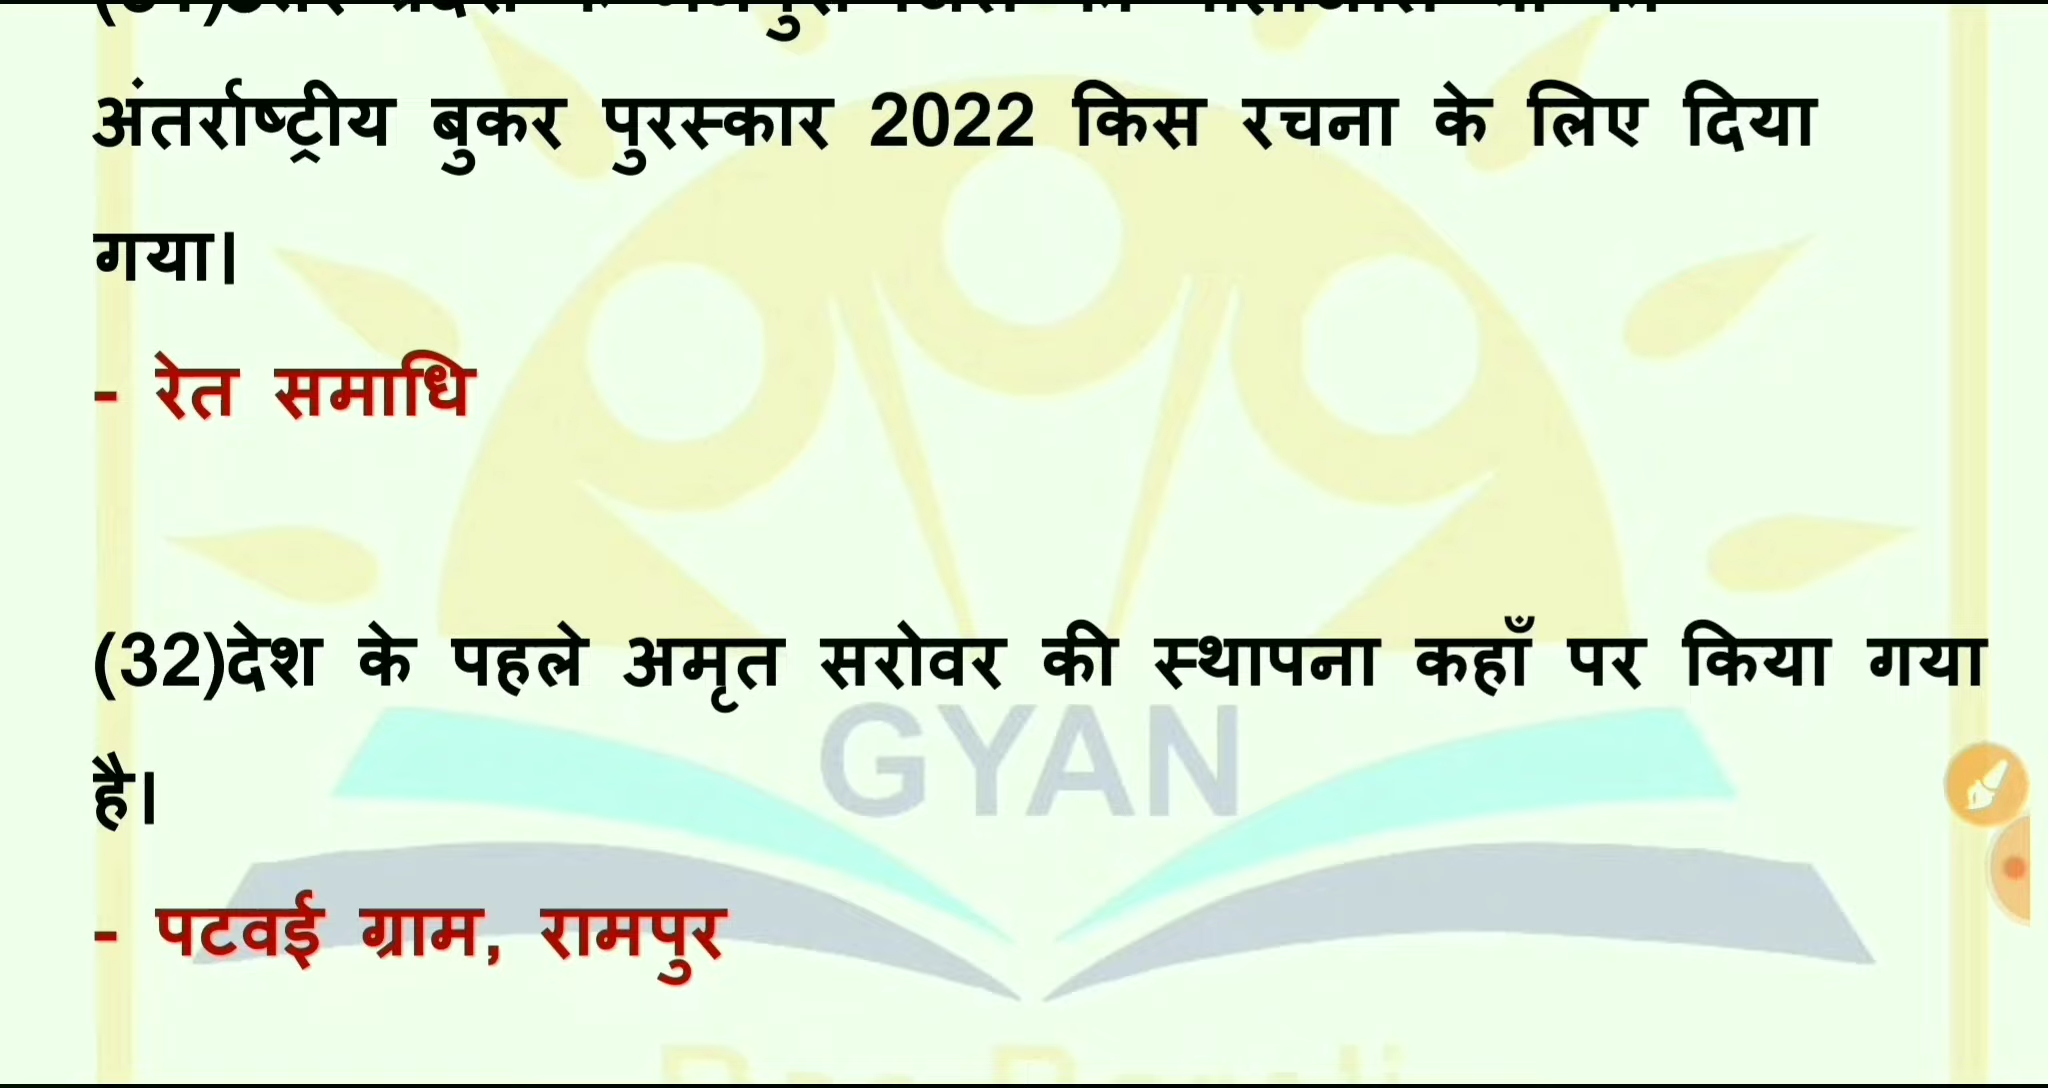 अंतर्राष्ट्रीय बुकर पुरस्कार 2022 किस रचना के लिए दिया
गया।
- रेत समाधि
(32)देश के पहले अमृत सरोवर की स्थापना कहाँ पर किया गया
है।
GYAN
- पटवई ग्राम, रामपुर